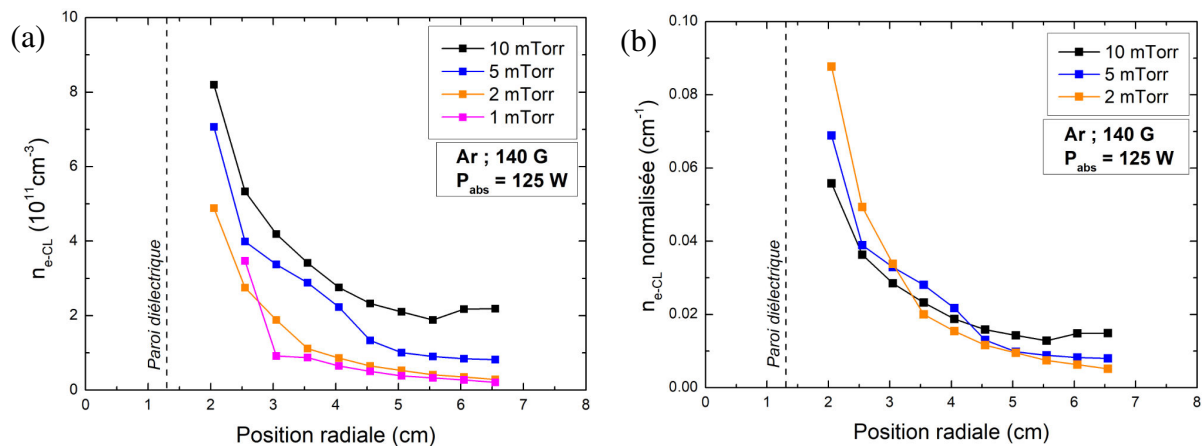 (a)
10
8
6
4
2
0
n_e-CL (10^11 cm^-3)
Paroi diélectrique
10 mTorr
5 mTorr
2 mTorr
1 mTorr
Ar ; 140 G
P_abs = 125 W
0 1 2 3 4 5 6 7 8
Position radiale (cm)
(b)
0.10
0.08
0.06
0.04
0.02
0.00
n_e-CL normalisée (cm^-1)
Paroi diélectrique
10 mTorr
5 mTorr
2 mTorr
Ar ; 140 G
P_abs = 125 W
0 1 2 3 4 5 6 7 8
Position radiale (cm)